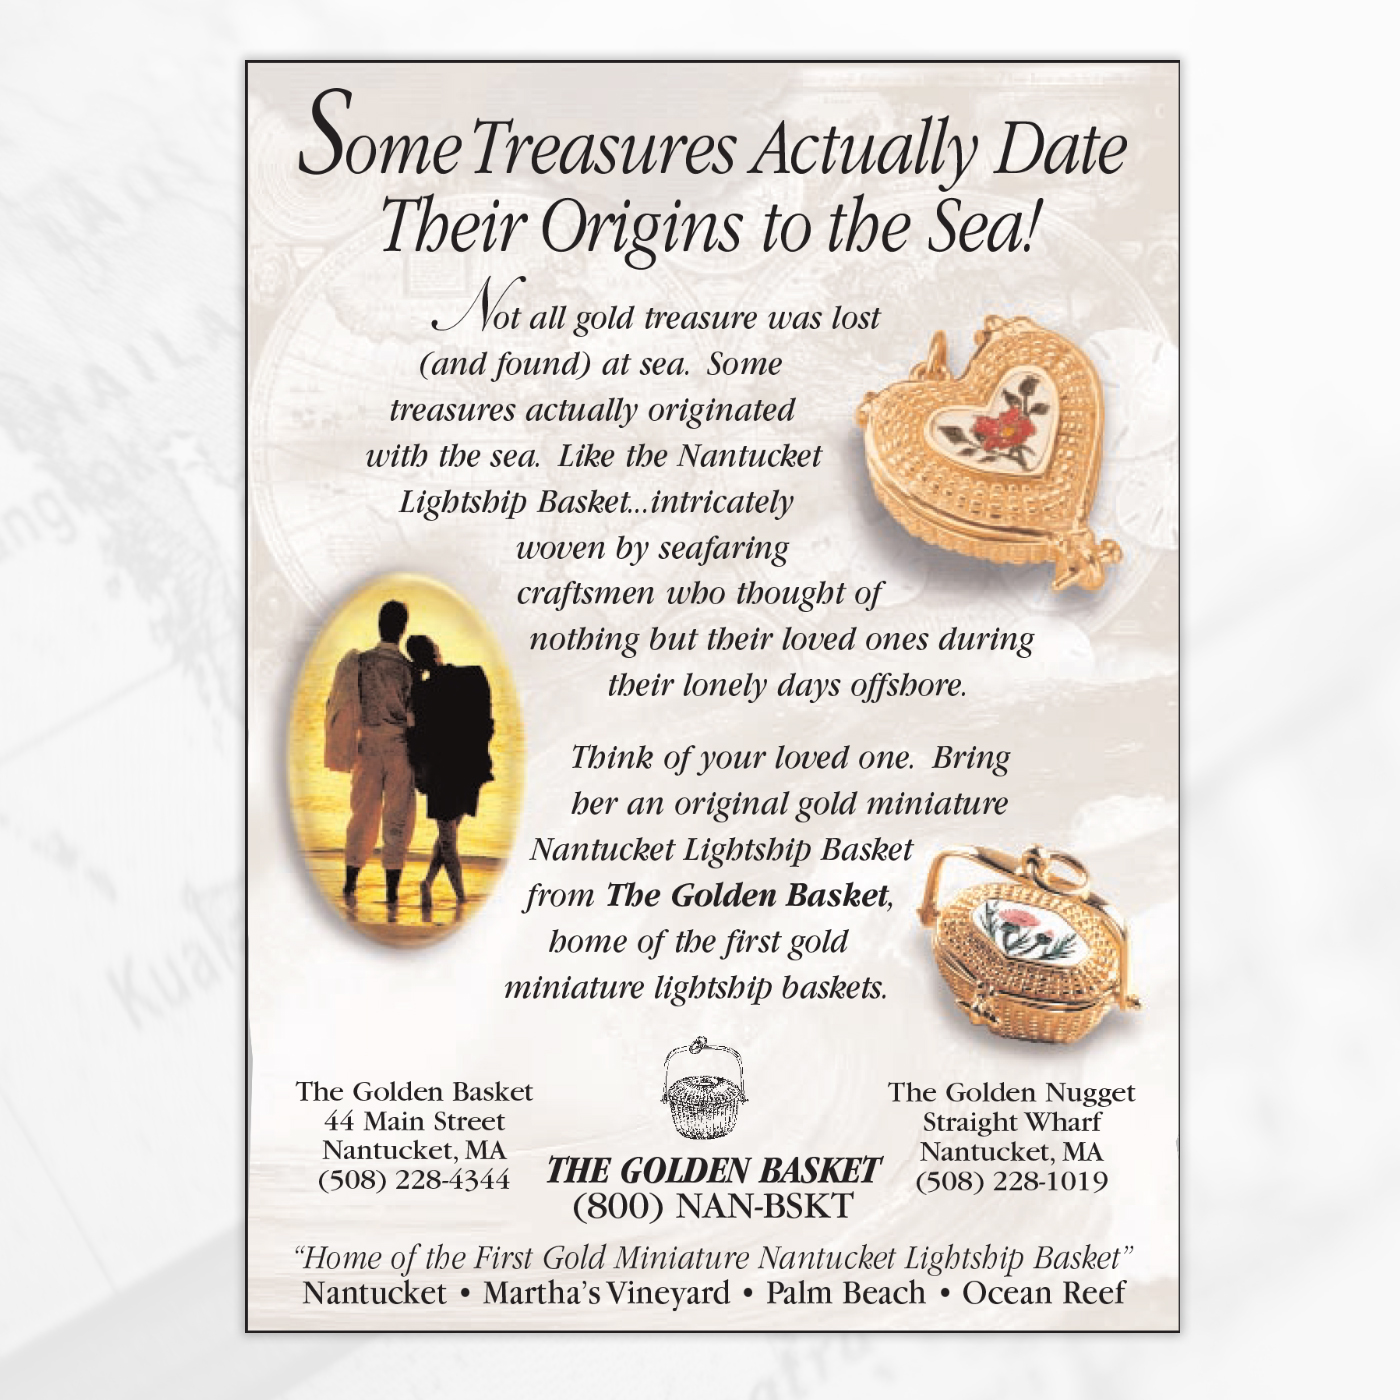 Some Treasures Actually Date
Their Origins to the Sea!
Not all gold treasure was lost
(and found) at sea. Some
treasures actually originated
with the sea. Like the Nantucket
Lightship Basket...intricately
woven by seafaring
craftsmen who thought of
nothing but their loved ones during
their lonely days offshore.
Think of your loved one. Bring
her an original gold miniature
Nantucket Lightship Basket
from The Golden Basket,
home of the first gold
miniature lightship baskets.
The Golden Basket
44 Main Street
Nantucket, MA
(508) 228-4344
THE GOLDEN BASKET
(800) NAN-BSKT
The Golden Nugget
Straight Wharf
Nantucket, MA
(508) 228-1019
“Home of the First Gold Miniature Nantucket Lightship Basket”
Nantucket • Martha’s Vineyard • Palm Beach • Ocean Reef